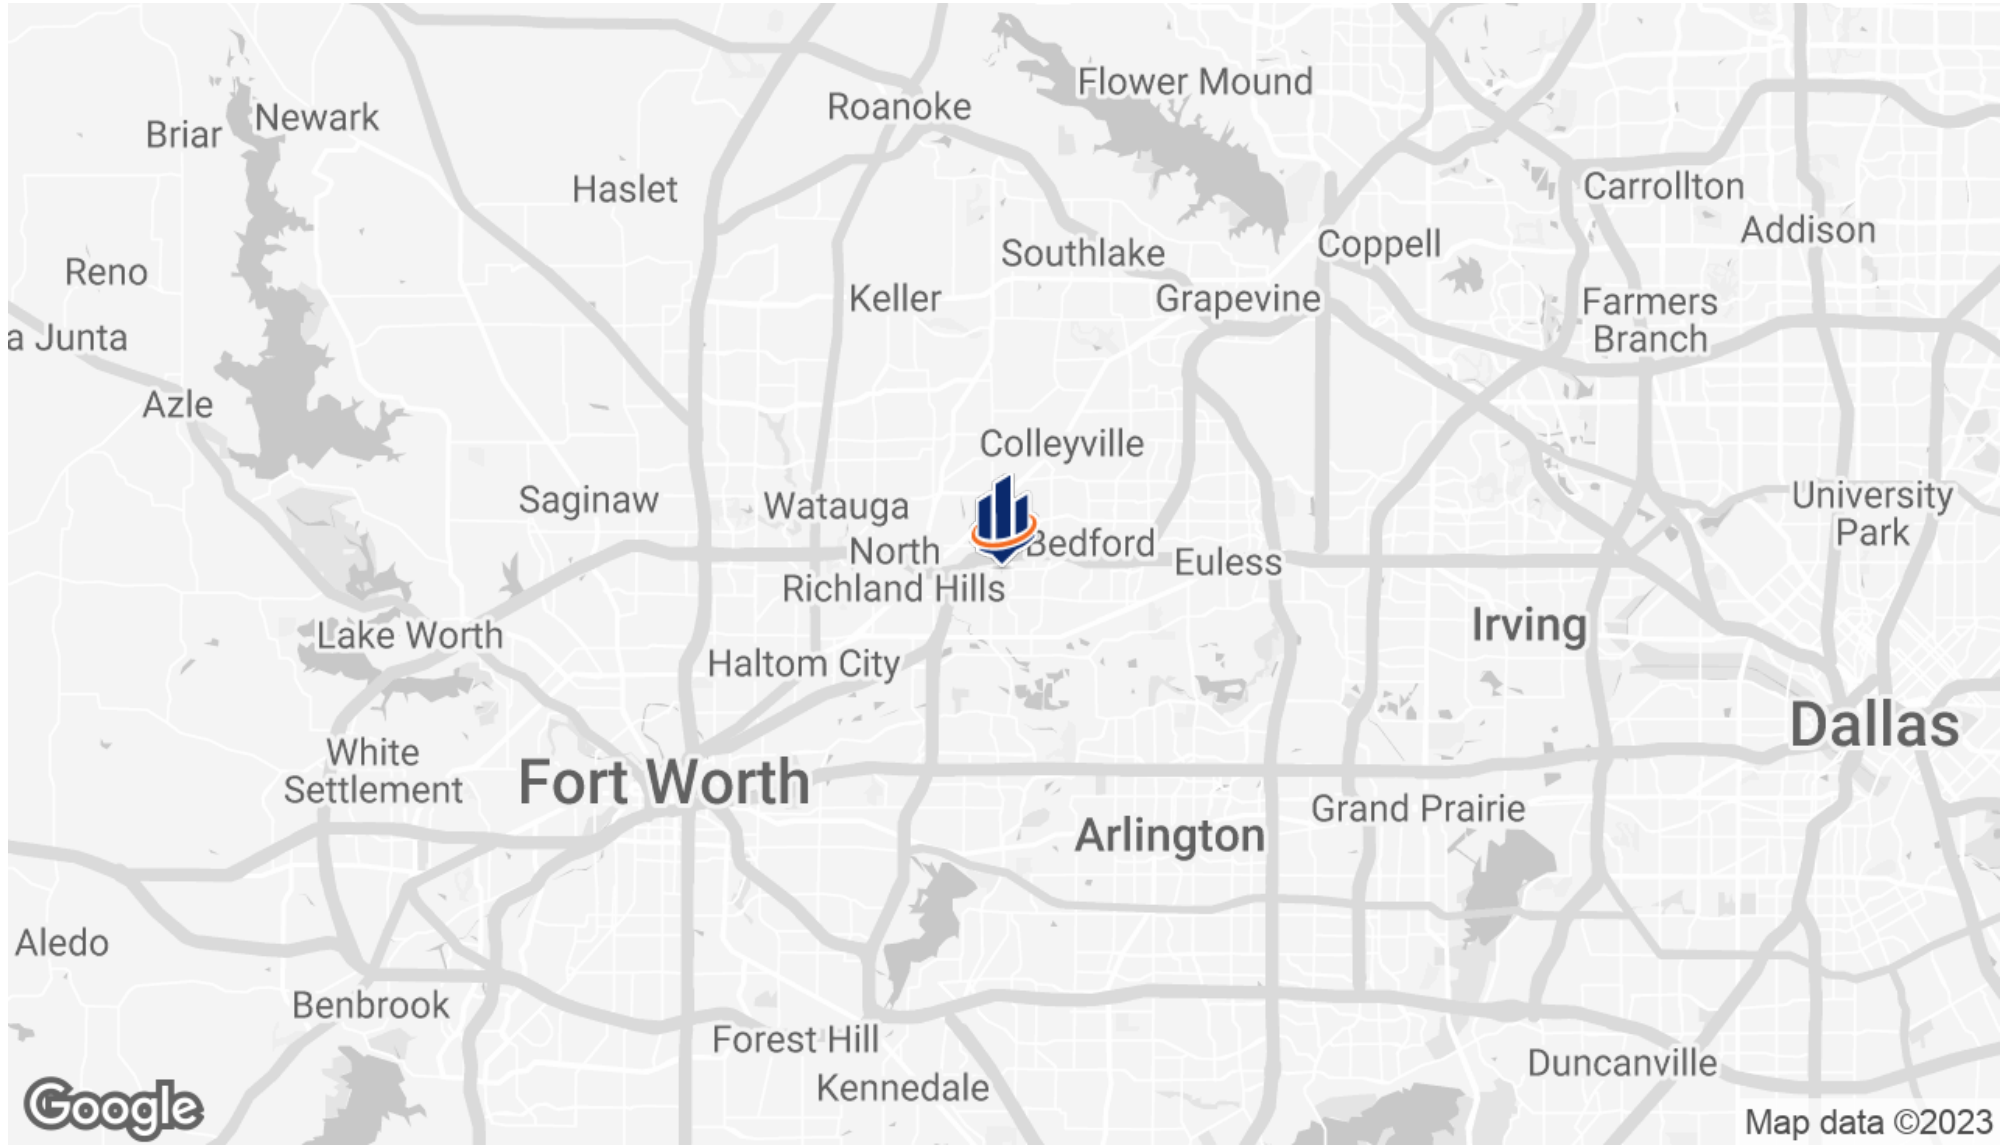 Flower Mound
Roanoke
Newark
Briar
Haslet
Carrollton
Addison
Coppell
Southlake
Reno
Keller
Grapevine
Farmers
Branch
a Junta
Azle
Colleyville
Saginaw
Watauga
University
Park
North
Richland Hills
Bedford
Euless
Irving
Lake Worth
Haltom City
Dallas
White
Settlement
Fort Worth
Grand Prairie
Arlington
Aledo
Benbrook
Forest Hill
Duncanville
Kennedale
Google
Map data ©2023